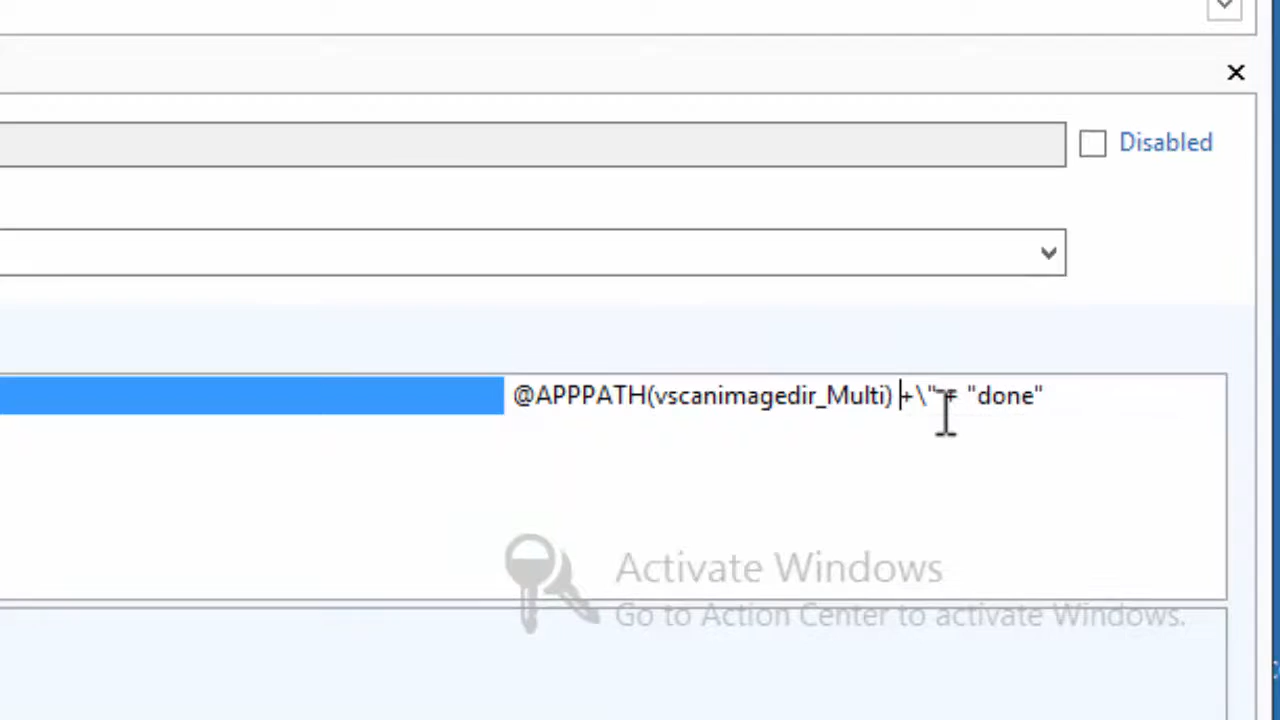 Disabled
@APPPATH(vscanimagedir_Multi) +\"+ "done"
Activate Windows
Go to Action Center to activate Windows.